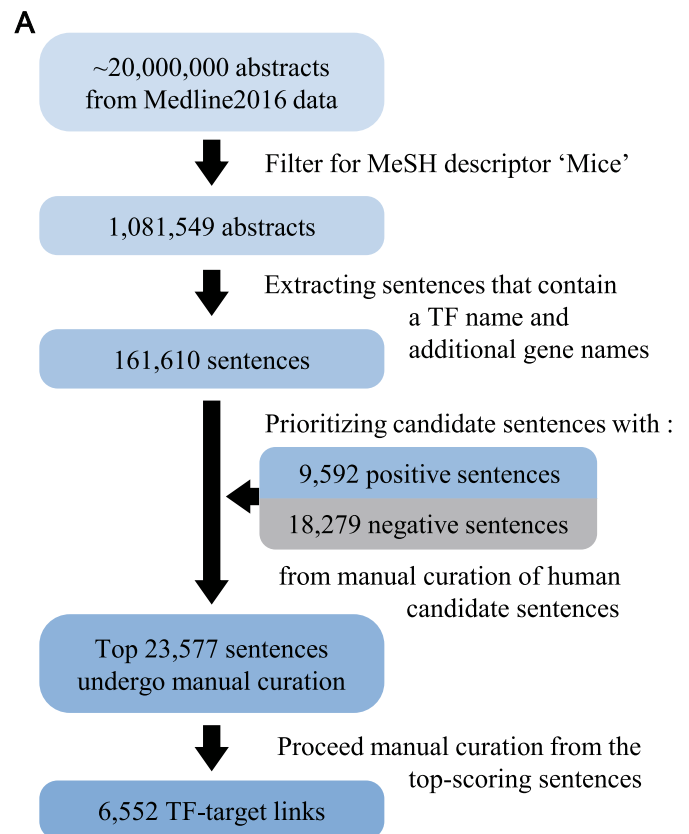 A
~20,000,000 abstracts
from Medline2016 data
Filter for MeSH descriptor ‘Mice’
1,081,549 abstracts
Extracting sentences that contain
a TF name and
additional gene names
161,610 sentences
Prioritizing candidate sentences with :
9,592 positive sentences
18,279 negative sentences
from manual curation of human
candidate sentences
Top 23,577 sentences
undergo manual curation
Proceed manual curation from the
top-scoring sentences
6,552 TF-target links